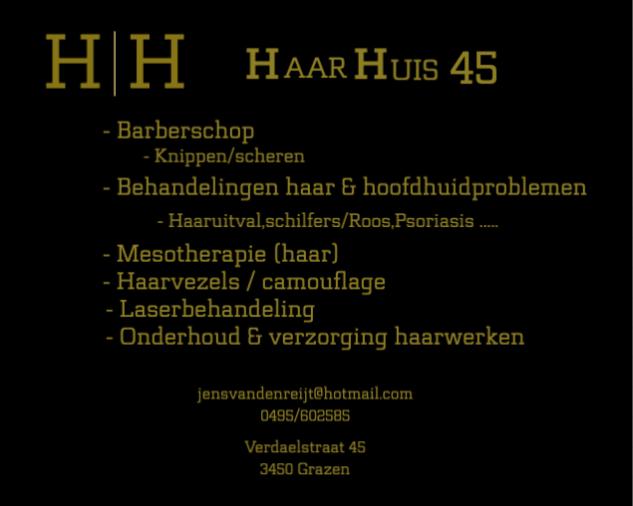 H|H HAAR HUIS 45
- Barberschop
- Knippen/scheren
- Behandelingen haar & hoofdhuidproblemen
- Haaruitval,schilfers/Roos,Psoriasis .....
- Mesotherapie (haar)
- Haarvezels / camouflage
- Laserbehandeling
- Onderhoud & verzorging haarwerken
jensvandenreijt@hotmail.com
0495/602585
Verdaelstraat 45
3450 Grazen